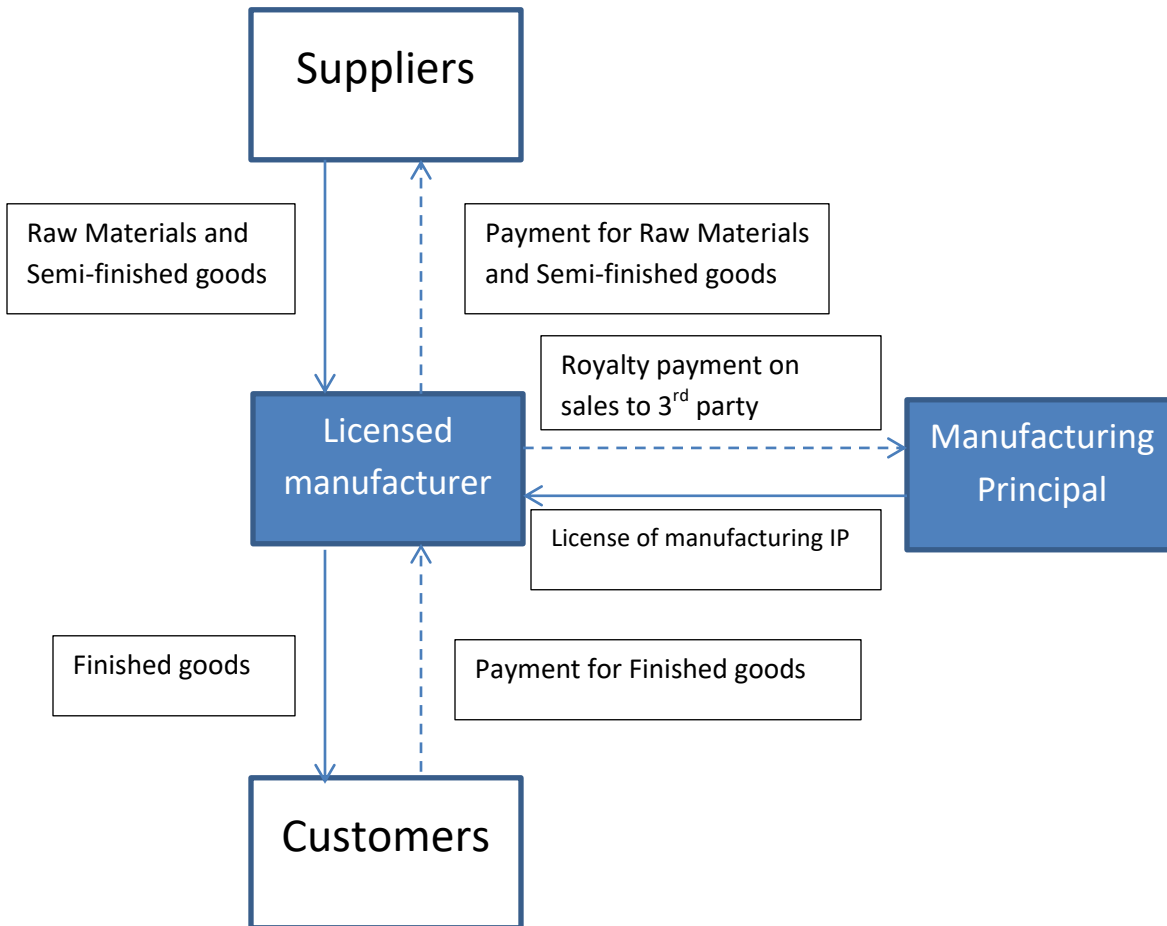 Suppliers
Raw Materials and
Semi-finished goods
Payment for Raw Materials
and Semi-finished goods
Royalty payment on
sales to 3rd party
Licensed
manufacturer
Manufacturing
Principal
License of manufacturing IP
Finished goods
Payment for Finished goods
Customers